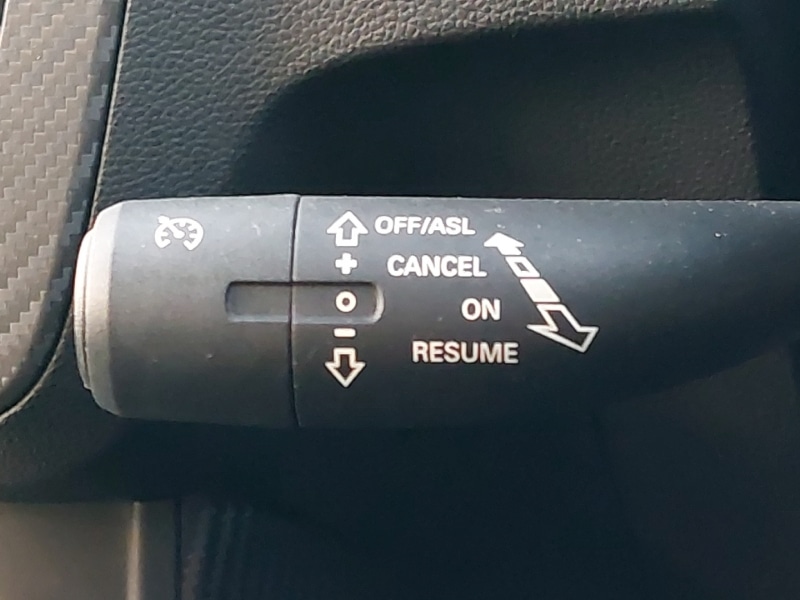 OFF/ASL
+ CANCEL
O ON
- RESUME